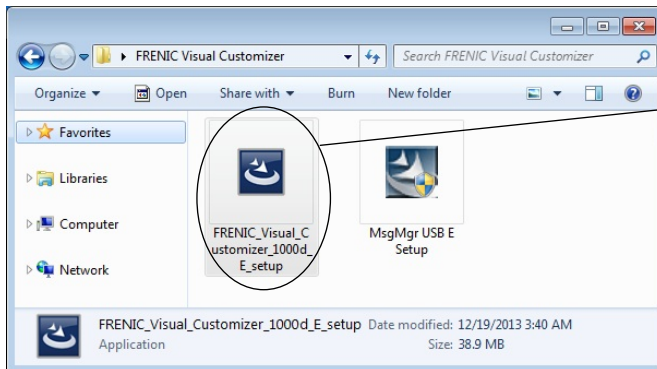 FRENIC Visual Customizer
Search FRENIC Visual Customizer
Organize Open Share with Burn New folder
Favorites
Libraries
Computer
Network
FRENIC_Visual_C
ustomizer_1000d_
E_setup
MsgMgr USB E
Setup
FRENIC_Visual_Customizer_1000d_E_setup Date modified: 12/19/2013 3:40 AM
Application Size: 38.9 MB